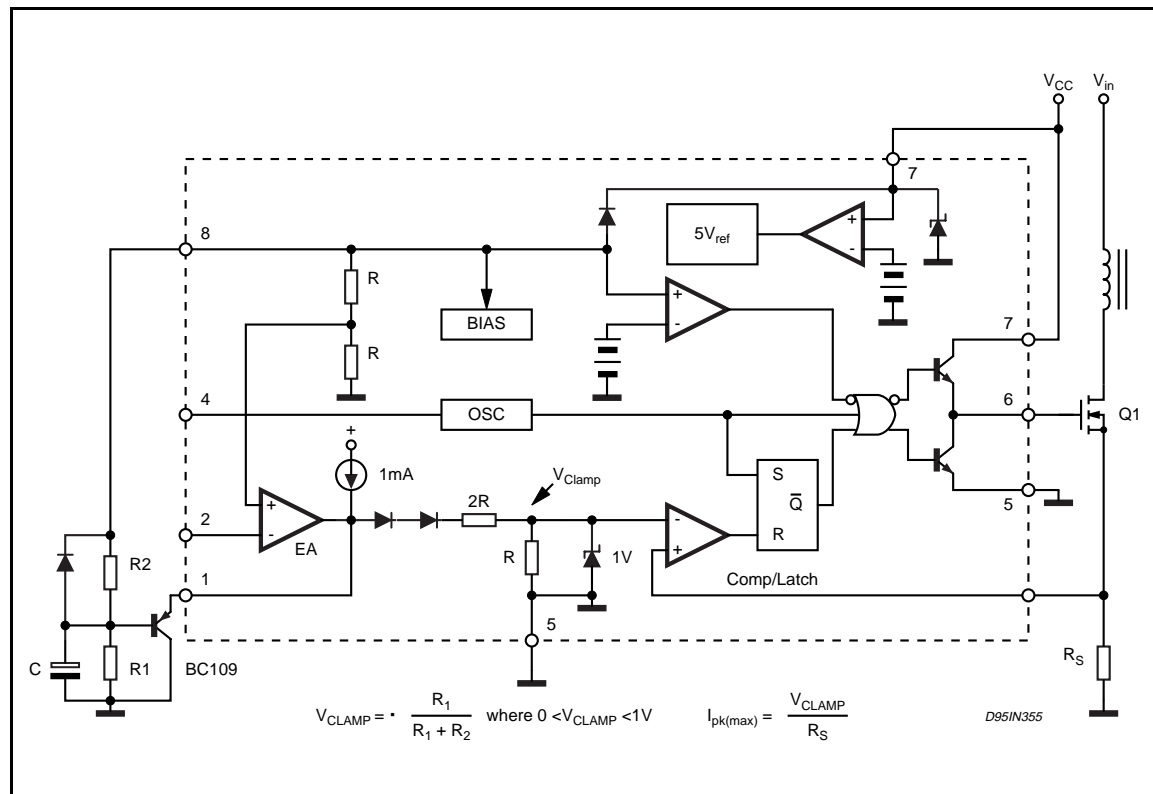 V_CC V_in
7
8
5V_ref
+
-
R
BIAS
+
-
R
7
4
OSC
6
Q1
+
1mA
V_Clamp
S
Q̅
R
5
2R
+
-
EA
2
R
1V
-
+
Comp/Latch
R2
1
5
C
R1
BC109
R_S
V_CLAMP = · R_1 / (R_1 + R_2) where 0 <V_CLAMP <1V I_pk(max) = V_CLAMP / R_S D95IN355